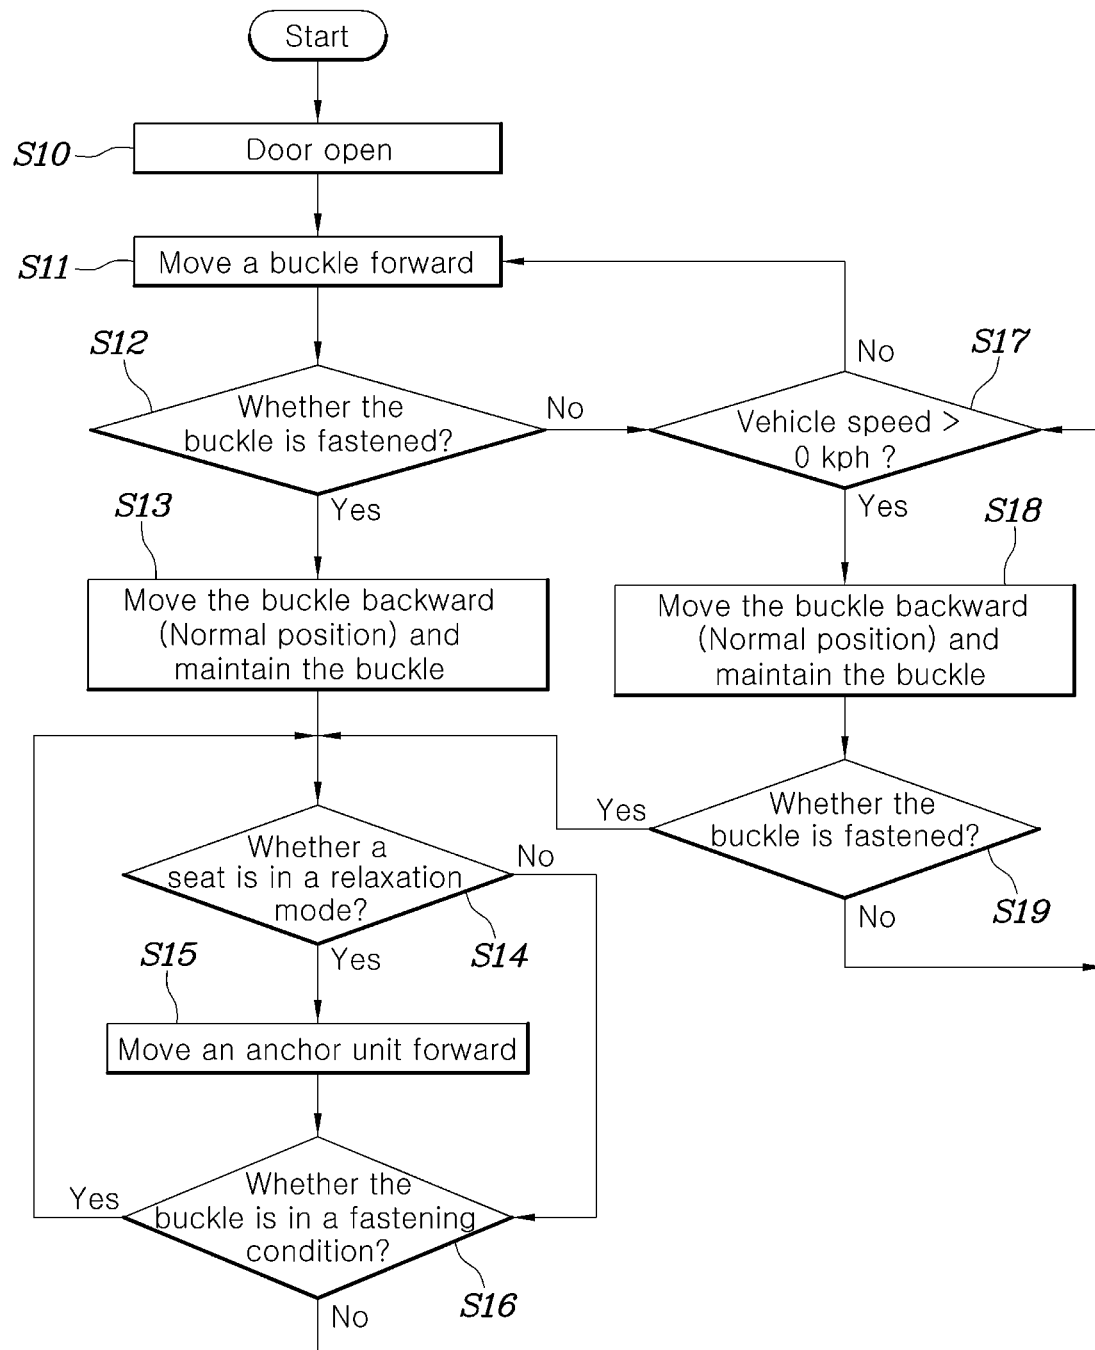 Start
S10
Door open
S11
Move a buckle forward
S12
Whether the
buckle is fastened?
No
Yes
No
S17
Vehicle speed >
0 kph ?
Yes
S13
Move the buckle backward
(Normal position) and
maintain the buckle
S18
Move the buckle backward
(Normal position) and
maintain the buckle
Yes
Whether the
buckle is fastened?
No
S19
Whether a
seat is in a relaxation
mode?
No
S14
Yes
S15
Move an anchor unit forward
Yes
Whether the
buckle is in a fastening
condition?
S16
No